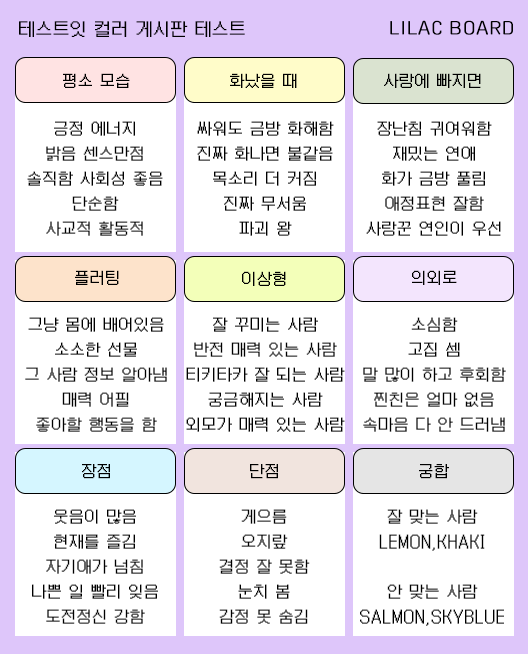 테스트잇 컬러 게시판 테스트
LILAC BOARD
평소 모습
긍정 에너지
밝음 센스만점
솔직함 사회성 좋음
단순함
사교적 활동적
화났을 때
싸워도 금방 화해함
진짜 화나면 불같음
목소리 더 커짐
진짜 무서움
파괴 왕
사랑에 빠지면
장난침 귀여워함
재밌는 연애
화가 금방 풀림
애정표현 잘함
사랑꾼 연인이 우선
플러팅
그냥 몸에 배어있음
소소한 선물
그 사람 정보 알아냄
매력 어필
좋아할 행동을 함
이상형
잘 꾸미는 사람
반전 매력 있는 사람
티키타카 잘 되는 사람
궁금해지는 사람
외모가 매력 있는 사람
의외로
소심함
고집 셈
말 많이 하고 후회함
찐친은 얼마 없음
속마음 다 안 드러냄
장점
웃음이 많음
현재를 즐김
자기애가 넘침
나쁜 일 빨리 잊음
도전정신 강함
단점
게으름
오지랖
결정 잘 못함
눈치 봄
감정 못 숨김
궁합
잘 맞는 사람
LEMON,KHAKI
안 맞는 사람
SALMON,SKYBLUE